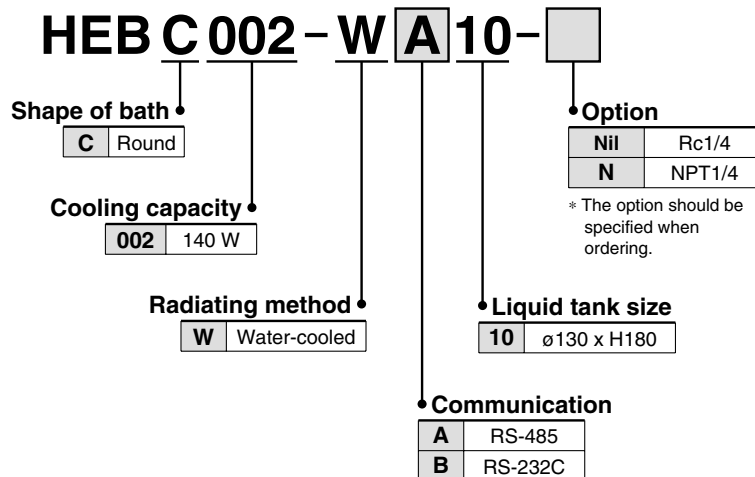 HEB C 002 - W A 10 -
Shape of bath
C Round
Option
Nil Rc1/4
N NPT1/4
* The option should be
specified when
ordering.
Cooling capacity
002 140 W
Radiating method
W Water-cooled
Liquid tank size
10 ø130 x H180
Communication
A RS-485
B RS-232C